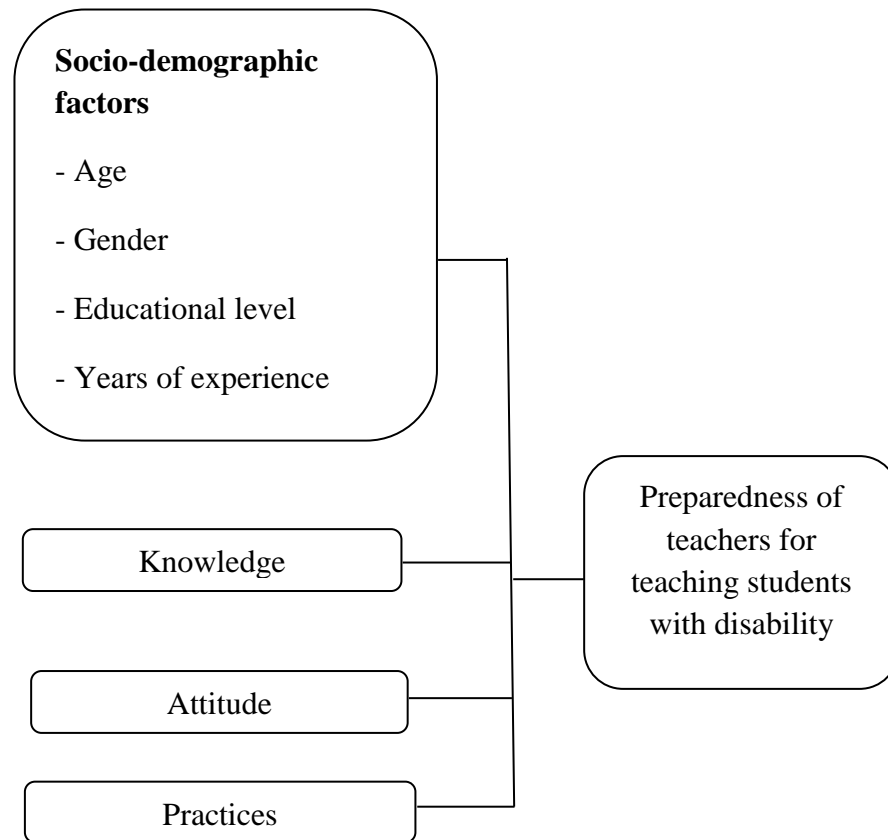 Socio-demographic
factors
- Age
- Gender
- Educational level
- Years of experience
Knowledge
Attitude
Practices
Preparedness of
teachers for
teaching students
with disability